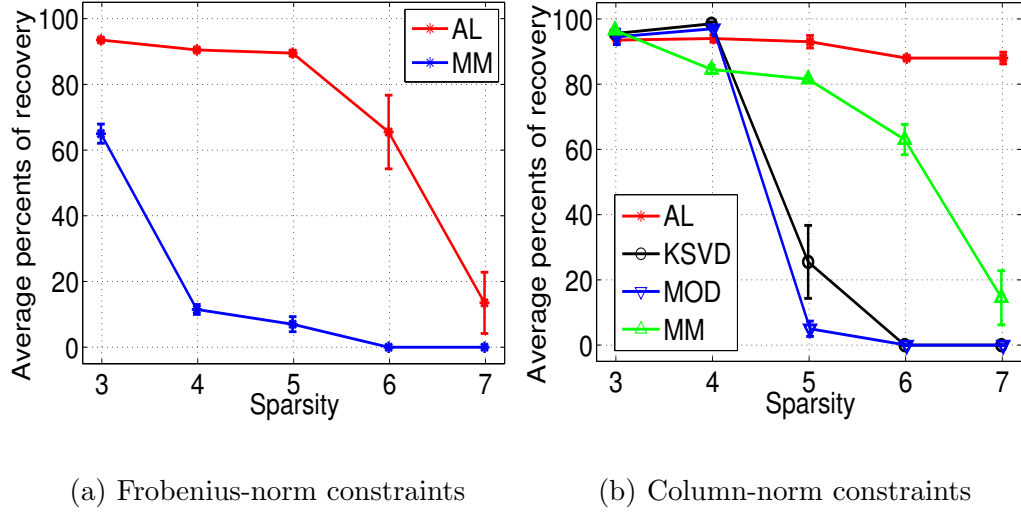 Average percents of recovery
100
80
60
40
20
0
3 4 5 6 7
Sparsity
AL
MM
(a) Frobenius-norm constraints
Average percents of recovery
100
80
60
40
20
0
3 4 5 6 7
Sparsity
AL
KSVD
MOD
MM
(b) Column-norm constraints